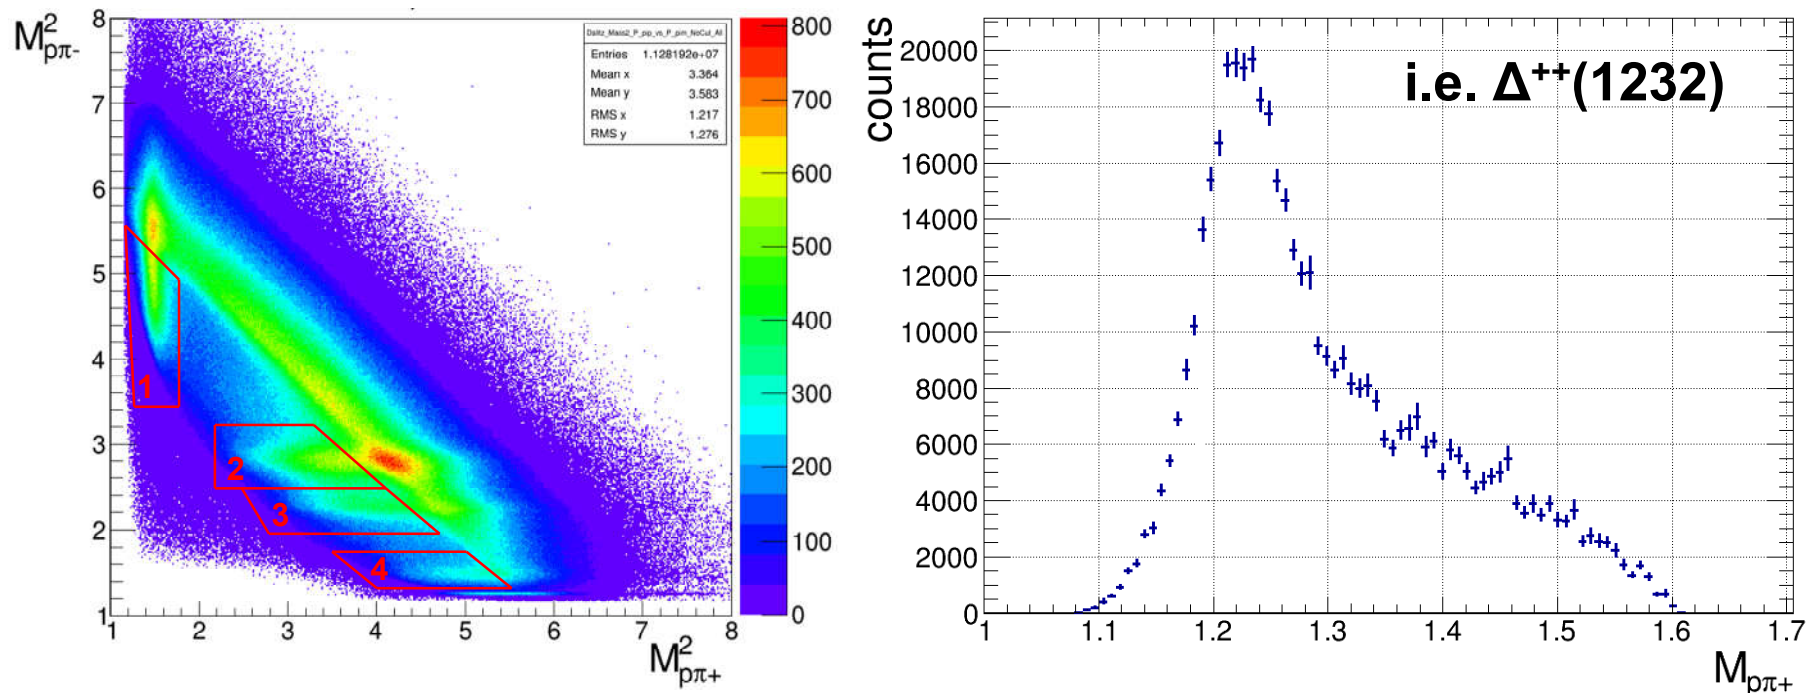 M²pπ-
8
7
6
5
4
3
2
1
1 2 3 4 5 6 7 8
M²pπ+
1
2
3
4
Dalitz_Mass2_P_pip_vs_P_pim_NoCut_All
Entries 1.128192e+07
Mean x 3.364
Mean y 3.583
RMS x 1.217
RMS y 1.276
800
700
600
500
400
300
200
100
0
counts
i.e. Δ⁺⁺(1232)
20000
18000
16000
14000
12000
10000
8000
6000
4000
2000
0
1 1.1 1.2 1.3 1.4 1.5 1.6 1.7
Mpπ+